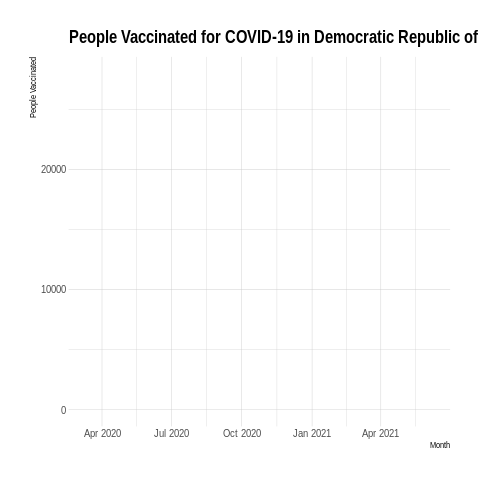 People Vaccinated for COVID-19 in Democratic Republic of
People Vaccinated
20000
10000
0
Apr 2020 Jul 2020 Oct 2020 Jan 2021 Apr 2021
Month